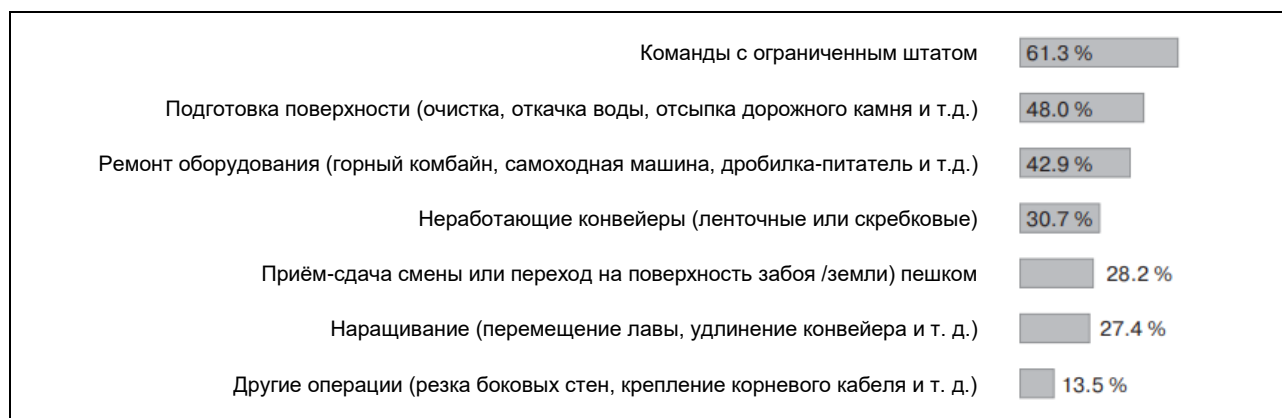 Команды с ограниченным штатом 61.3 %
Подготовка поверхности (очистка, откачка воды, отсыпка дорожного камня и т.д.) 48.0 %
Ремонт оборудования (горный комбайн, самоходная машина, дробилка-питатель и т.д.) 42.9 %
Неработающие конвейеры (ленточные или скребковые) 30.7 %
Приём-сдача смены или переход на поверхность забоя /земли) пешком 28.2 %
Наращивание (перемещение лавы, удлинение конвейера и т. д.) 27.4 %
Другие операции (резка боковых стен, крепление корневого кабеля и т. д.) 13.5 %